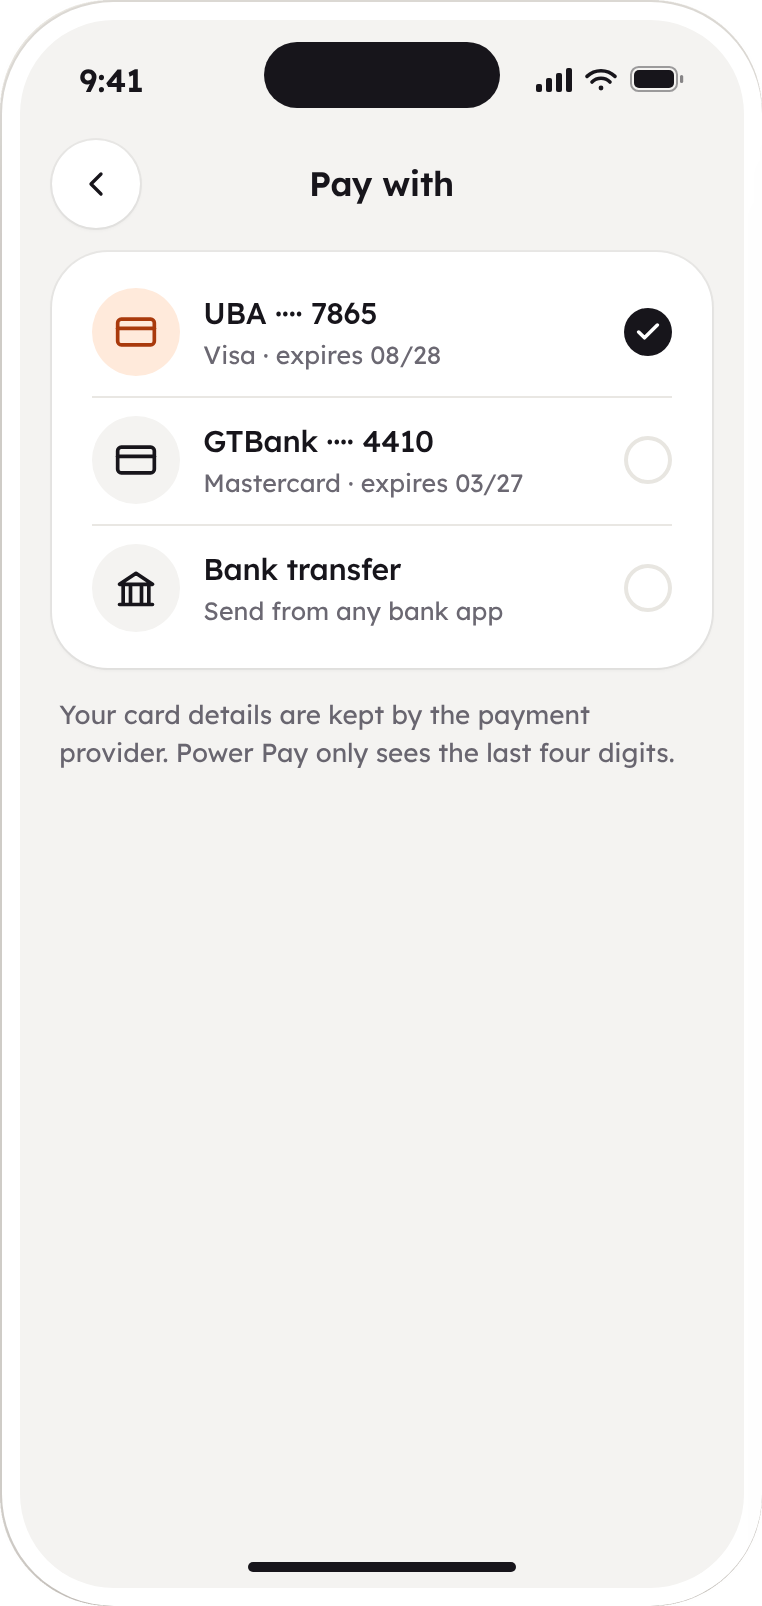 9:41
Pay with
UBA ···· 7865
Visa · expires 08/28
GTBank ···· 4410
Mastercard · expires 03/27
Bank transfer
Send from any bank app
Your card details are kept by the payment
provider. Power Pay only sees the last four digits.